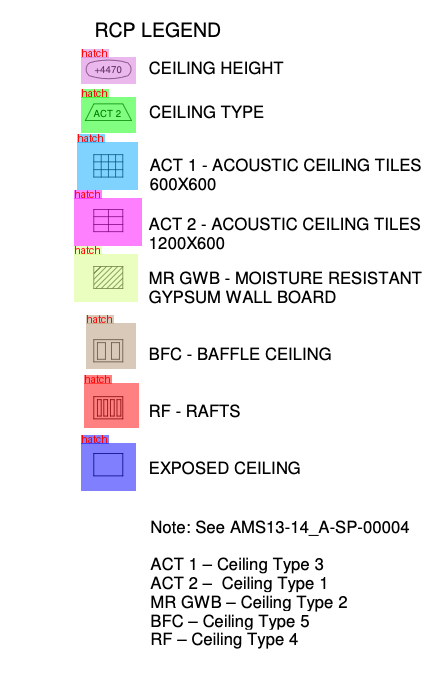 RCP LEGEND
hatch
+4470
CEILING HEIGHT
hatch
ACT 2
CEILING TYPE
hatch
ACT 1 - ACOUSTIC CEILING TILES
600X600
hatch
ACT 2 - ACOUSTIC CEILING TILES
1200X600
hatch
MR GWB - MOISTURE RESISTANT
GYPSUM WALL BOARD
hatch
BFC - BAFFLE CEILING
hatch
RF - RAFTS
hatch
EXPOSED CEILING
Note: See AMS13-14_A-SP-00004
ACT 1 – Ceiling Type 3
ACT 2 –  Ceiling Type 1
MR GWB – Ceiling Type 2
BFC – Ceiling Type 5
RF – Ceiling Type 4